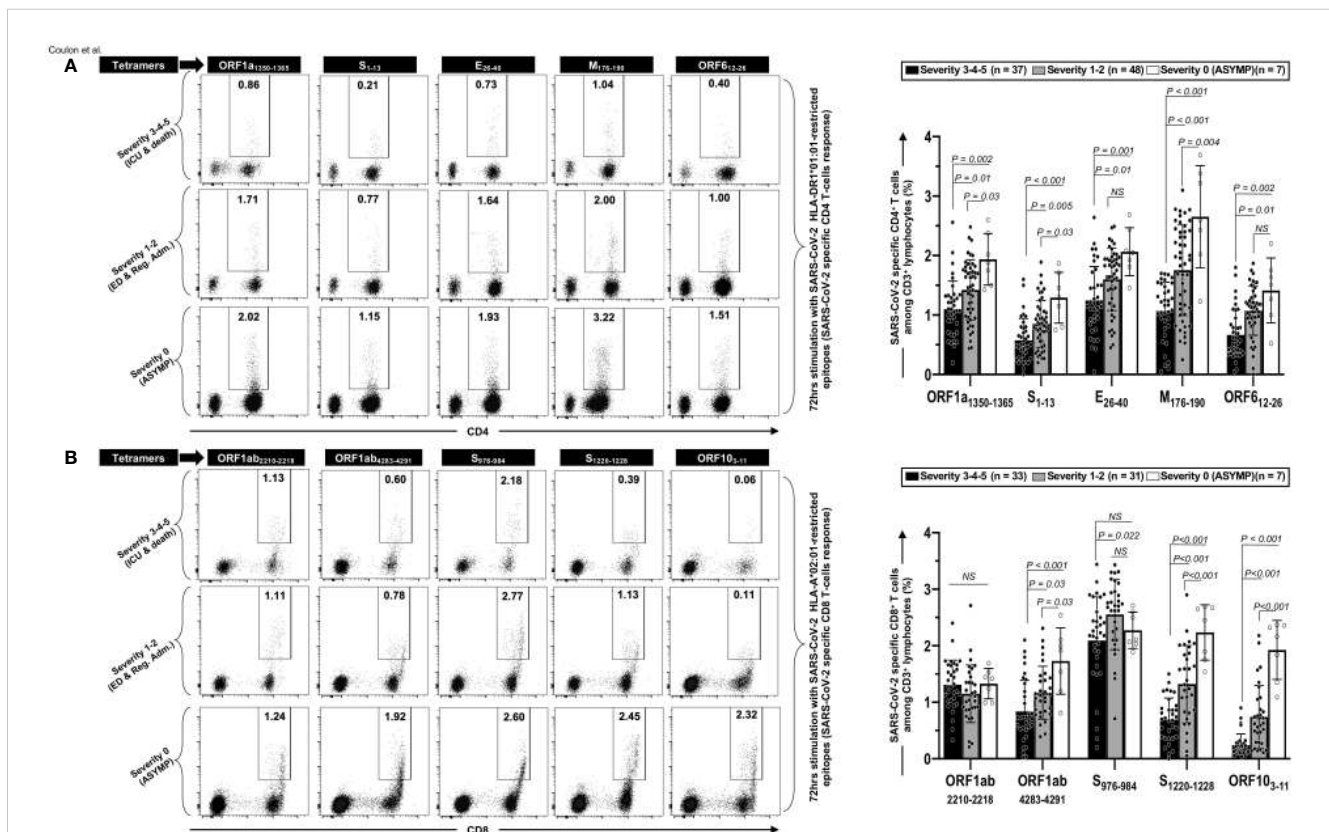 Coulon et al.
A
Tetramers ORF1a1350-1365 S1-13 E26-40 M176-190 ORF612-26
Severity 3-4-5
(ICU & death)
0.86 0.21 0.73 1.04 0.40
Severity 1-2
(ED & Reg. Adm.)
1.71 0.77 1.64 2.00 1.00
Severity 0
(ASYMP)
2.02 1.15 1.93 3.22 1.51
CD4
72hrs stimulation with SARS-CoV-2 HLA-DR1*01:01-restricted
epitopes (SARS-CoV-2 specific CD4 T-cells response)
Severity 3-4-5 (n = 37) Severity 1-2 (n = 48) Severity 0 (ASYMP)(n = 7)
SARS-CoV-2 specific CD4+ T cells
among CD3+ lymphocytes (%)
4
3
2
1
0
P = 0.002
P = 0.01
P = 0.03
P < 0.001
P = 0.005
P = 0.03
P = 0.001
P = 0.01
NS
P < 0.001
P < 0.001
P = 0.004
P = 0.002
P = 0.01
NS
ORF1a1350-1365 S1-13 E26-40 M176-190 ORF612-26
B
Tetramers ORF1ab2210-2218 ORF1ab4283-4291 S976-984 S1220-1228 ORF103-11
Severity 3-4-5
(ICU & death)
1.13 0.60 2.18 0.39 0.06
Severity 1-2
(ED & Reg. Adm.)
1.11 0.78 2.77 1.13 0.11
Severity 0
(ASYMP)
1.24 1.92 2.60 2.45 2.32
CD8
72hrs stimulation with SARS-CoV-2 HLA-A*02:01-restricted
epitopes (SARS-CoV-2 specific CD8 T-cells response)
Severity 3-4-5 (n = 33) Severity 1-2 (n = 31) Severity 0 (ASYMP)(n = 7)
SARS-CoV-2 specific CD8+ T cells
among CD3+ lymphocytes (%)
4
3
2
1
0
NS
P < 0.001
P = 0.03
P = 0.03
NS
P = 0.022
NS
P<0.001
P<0.001
P<0.001
P < 0.001
P<0.001
P<0.001
ORF1ab ORF1ab S976-984 S1220-1228 ORF103-11
2210-2218 4283-4291